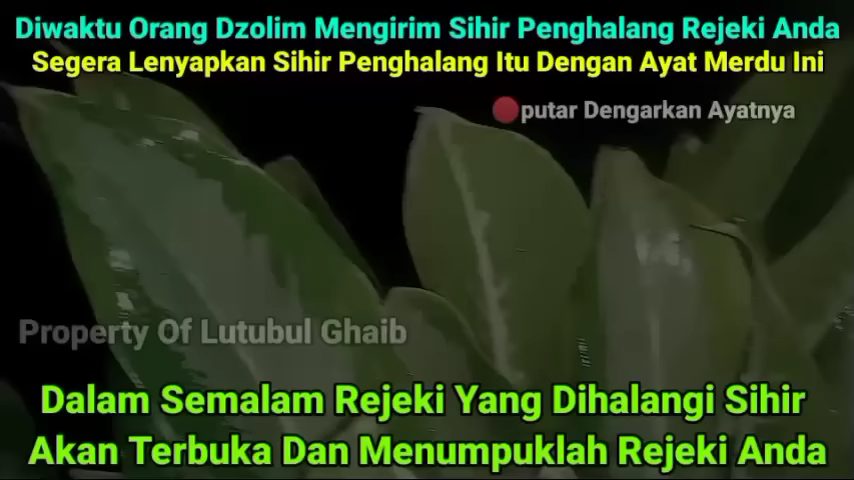 Diwaktu Orang Dzolim Mengirim Sihir Penghalang Rejeki Anda
Segera Lenyapkan Sihir Penghalang Itu Dengan Ayat Merdu Ini
putar Dengarkan Ayatnya
Property Of Lutubul Ghaib
Dalam Semalam Rejeki Yang Dihalangi Sihir
Akan Terbuka Dan Menumpuklah Rejeki Anda